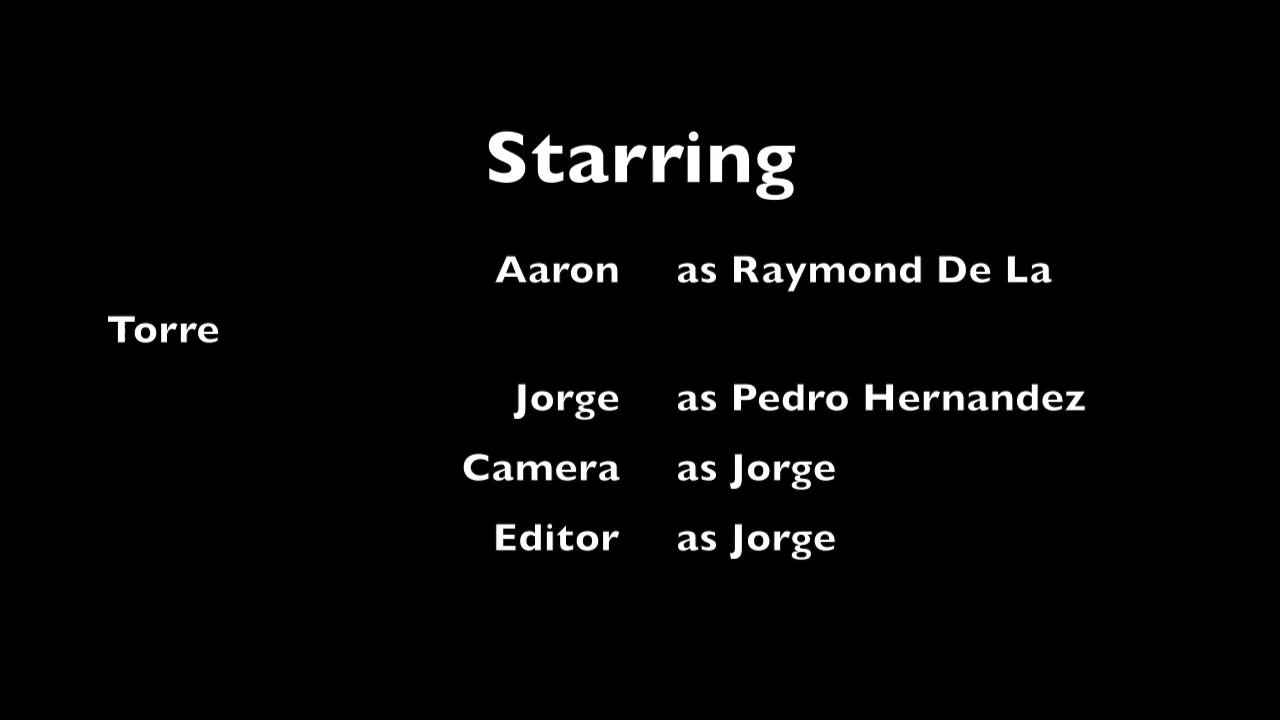 Starring
Aaron as Raymond De La
Torre
Jorge as Pedro Hernandez
Camera as Jorge
Editor as Jorge